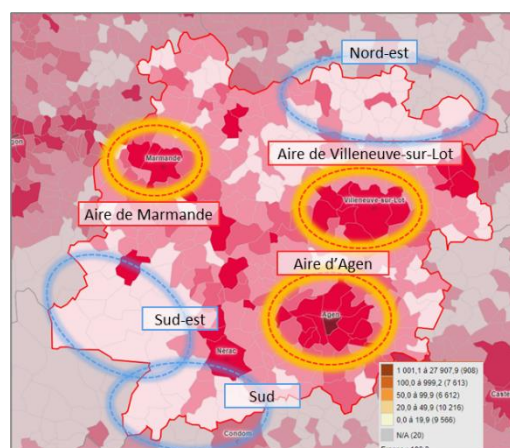 Nord-est
Marmande
Aire de Villeneuve-sur-Lot
Aire de Marmande
Villeneuve-sur-Lot
Aire d'Agen
Agen
Sud-est
Nérac
Sud
Condom
1 001,1 à 27 907,9 (908)
100,0 à 999,2 (7 613)
50,0 à 99,9 (6 612)
20,0 à 49,9 (10 216)
0,0 à 19,9 (9 566)
N/A (20)